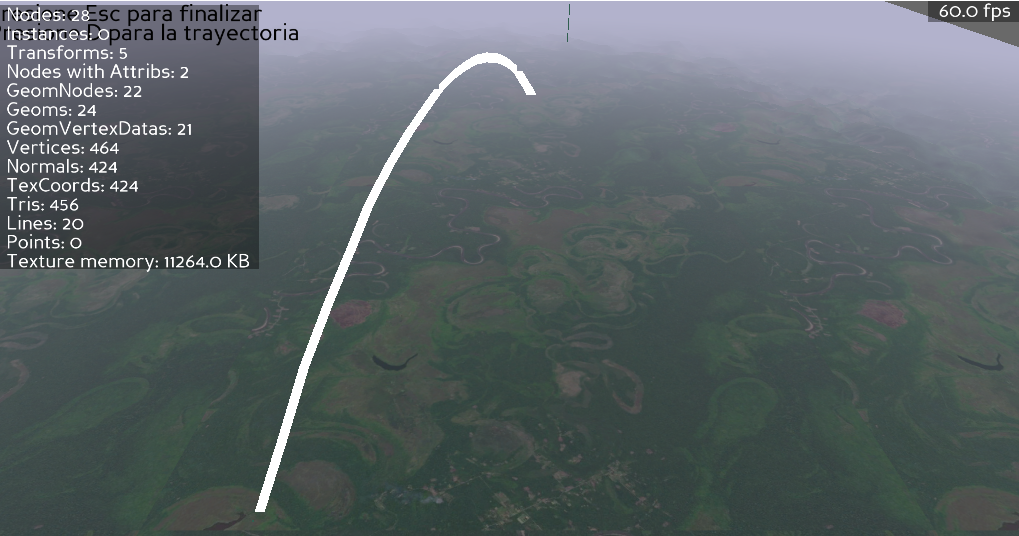 Presione Esc para finalizar
Presione D para la trayectoria
Nodes: 28
Instances: 0
Transforms: 5
Nodes with Attribs: 2
GeomNodes: 22
Geoms: 24
GeomVertexDatas: 21
Vertices: 464
Normals: 424
TexCoords: 424
Tris: 456
Lines: 20
Points: 0
Texture memory: 11264.0 KB
60.0 fps